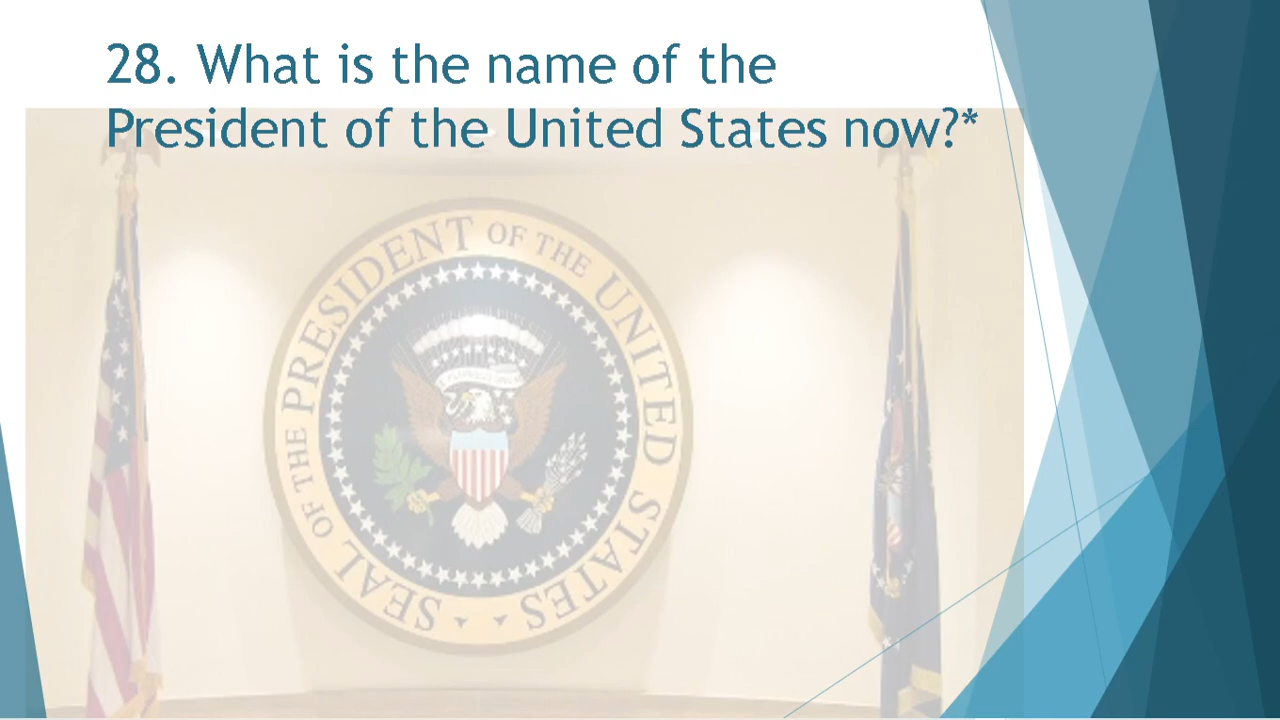 28. What is the name of the
President of the United States now?*
SEAL OF THE PRESIDENT OF THE UNITED STATES